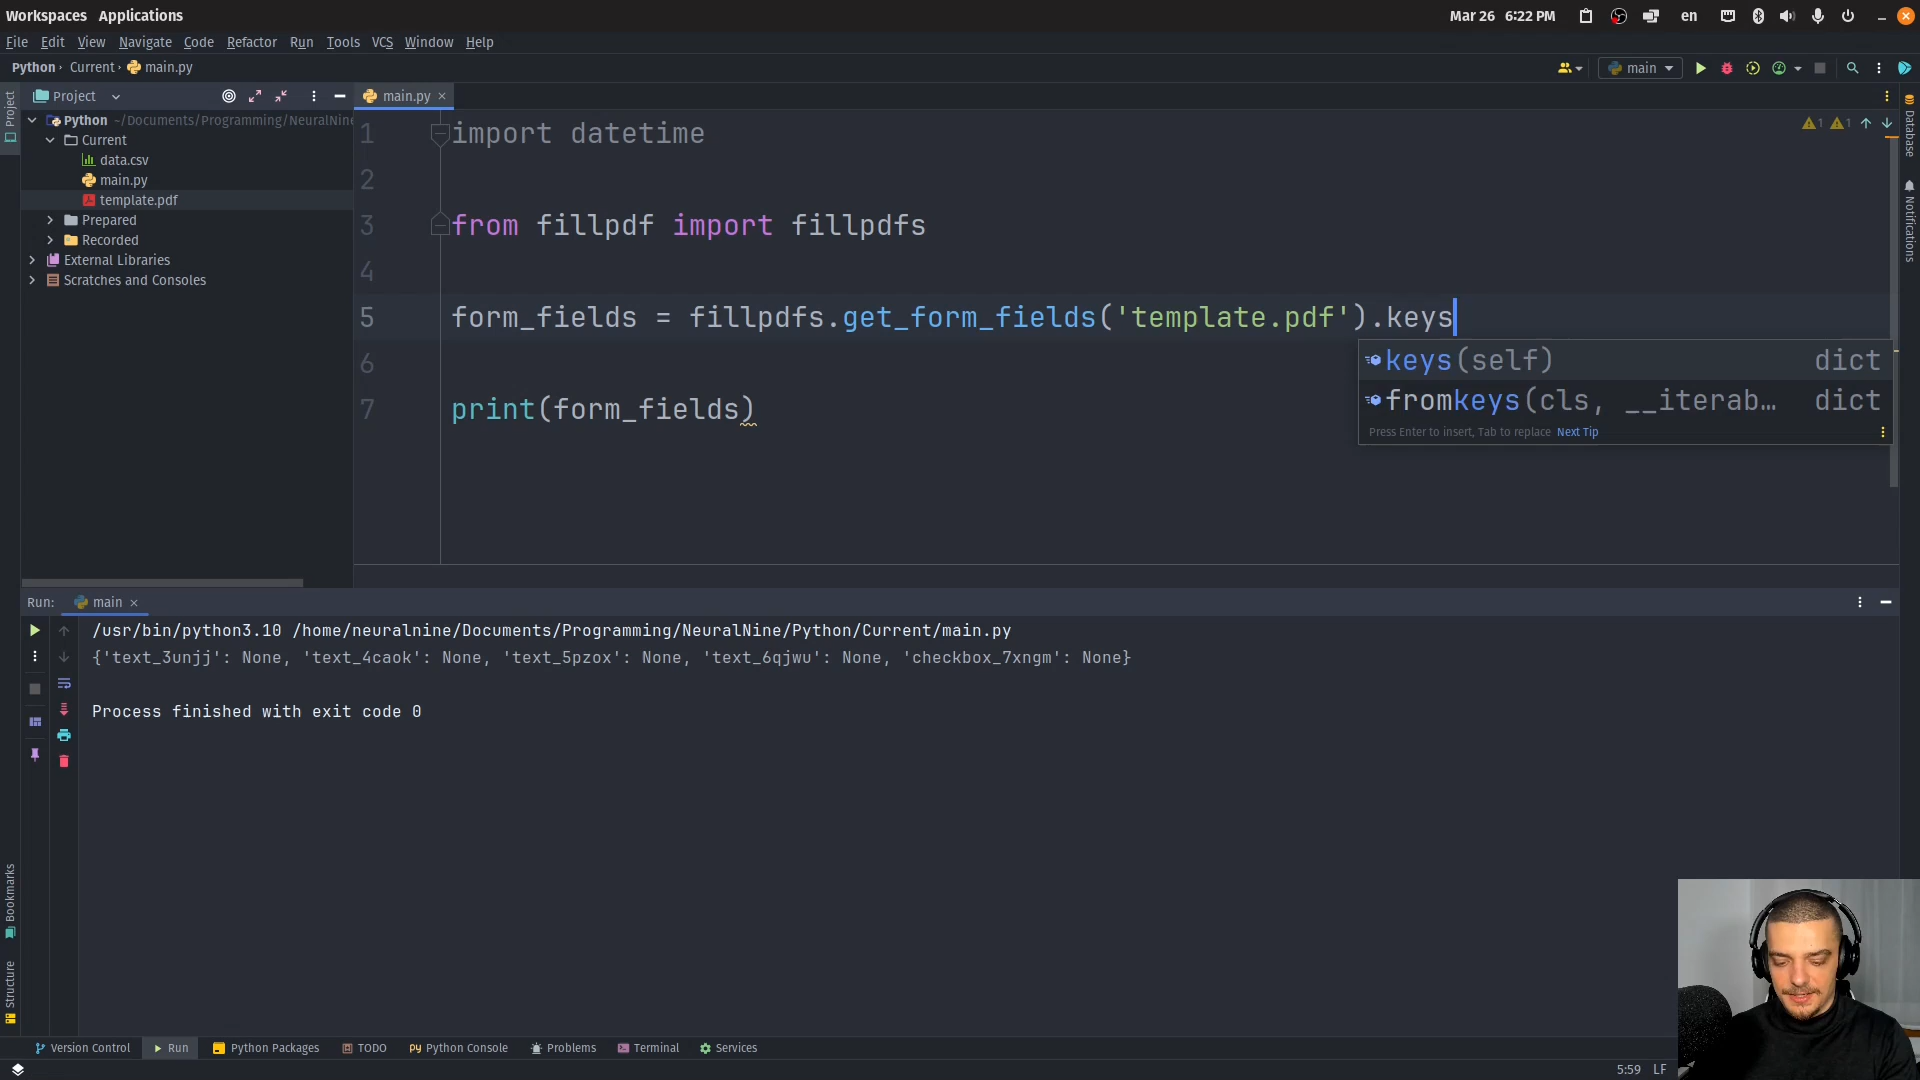 Workspaces Applications
Mar 26 6:22 PM en
File Edit View Navigate Code Refactor Run Tools VCS Window Help
Python Current main.py
main
Project
main.py
Python ~/Documents/Programming/NeuralNine
Current
data.csv
main.py
template.pdf
Prepared
Recorded
External Libraries
Scratches and Consoles
Project
Database
Notifications
1 1
1 import datetime
2
3 from fillpdf import fillpdfs
4
5 form_fields = fillpdfs.get_form_fields('template.pdf').keys
6
7 print(form_fields)
keys(self) dict
fromkeys(cls, __iterab… dict
Press Enter to insert, Tab to replace Next Tip
Run: main
/usr/bin/python3.10 /home/neuralnine/Documents/Programming/NeuralNine/Python/Current/main.py
{'text_3unjj': None, 'text_4caok': None, 'text_5pzox': None, 'text_6qjwu': None, 'checkbox_7xngm': None}
Process finished with exit code 0
Bookmarks
Structure
Version Control Run Python Packages TODO Python Console Problems Terminal Services
5:59 LF